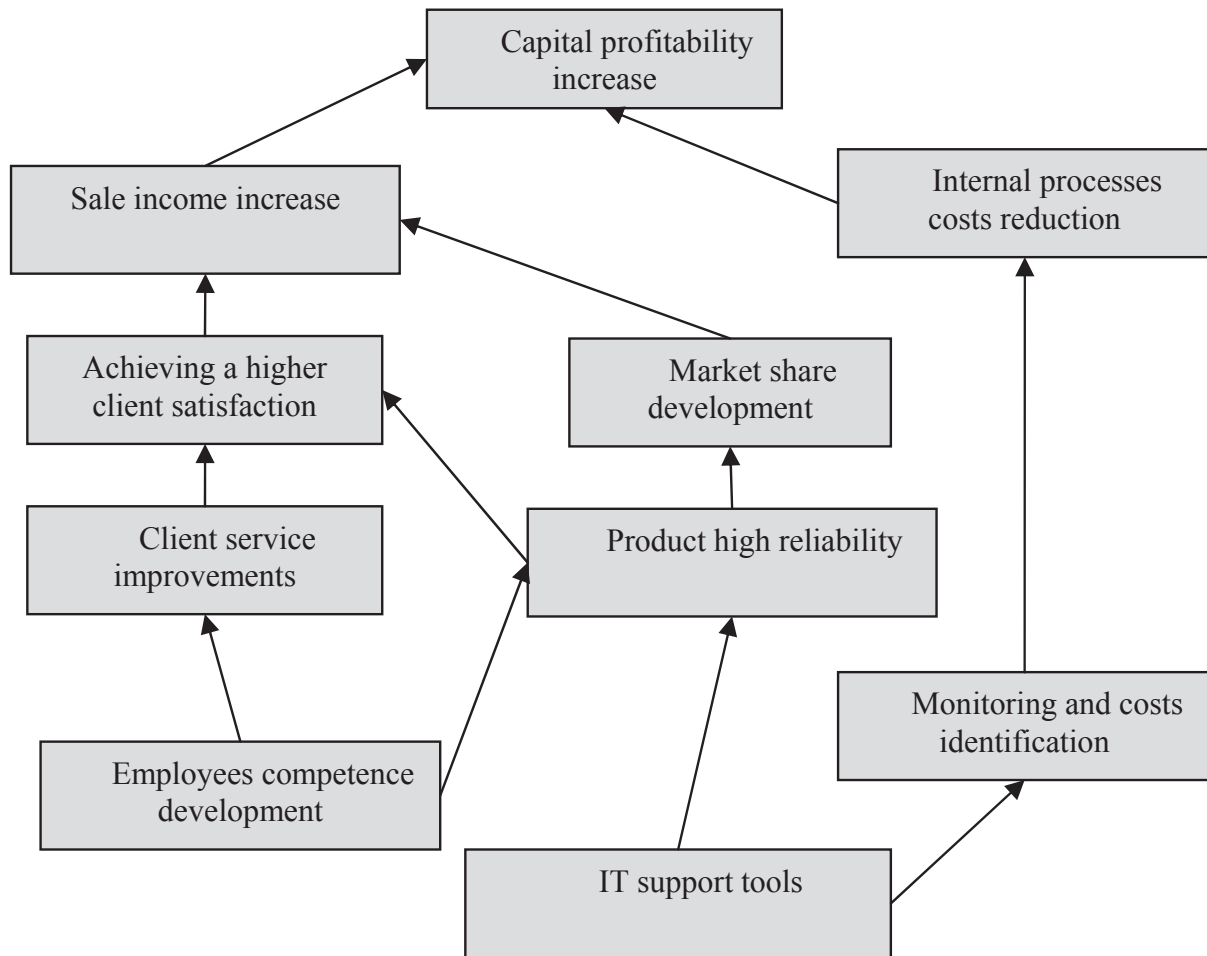 Capital profitability
increase
Sale income increase
Internal processes
costs reduction
Achieving a higher
client satisfaction
Market share
development
Client service
improvements
Product high reliability
Monitoring and costs
identification
Employees competence
development
IT support tools